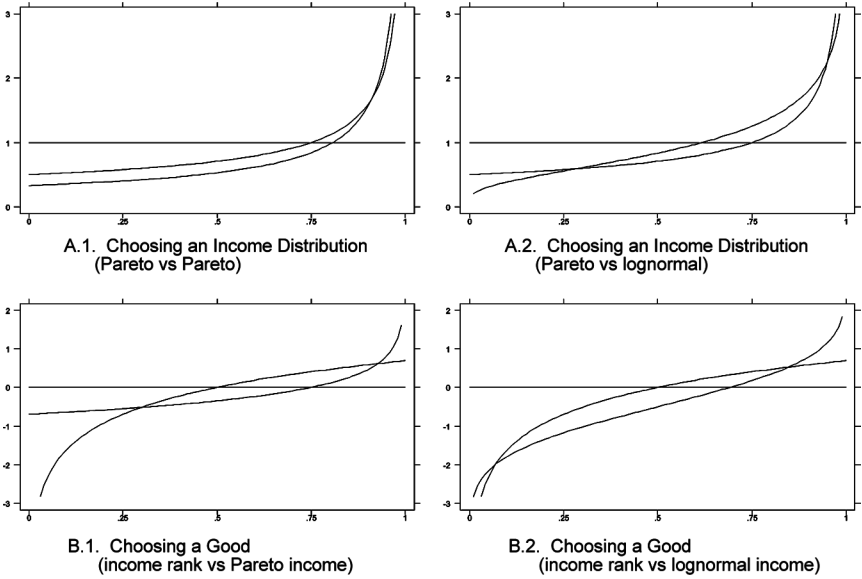 3
2
1
0
0 .25 .5 .75 1
A.1. Choosing an Income Distribution
(Pareto vs Pareto)
3
2
1
0
0 .25 .5 .75 1
A.2. Choosing an Income Distribution
(Pareto vs lognormal)
2
1
0
-1
-2
-3
0 .25 .5 .75 1
B.1. Choosing a Good
(income rank vs Pareto income)
2
1
0
-1
-2
-3
0 .25 .5 .75 1
B.2. Choosing a Good
(income rank vs lognormal income)